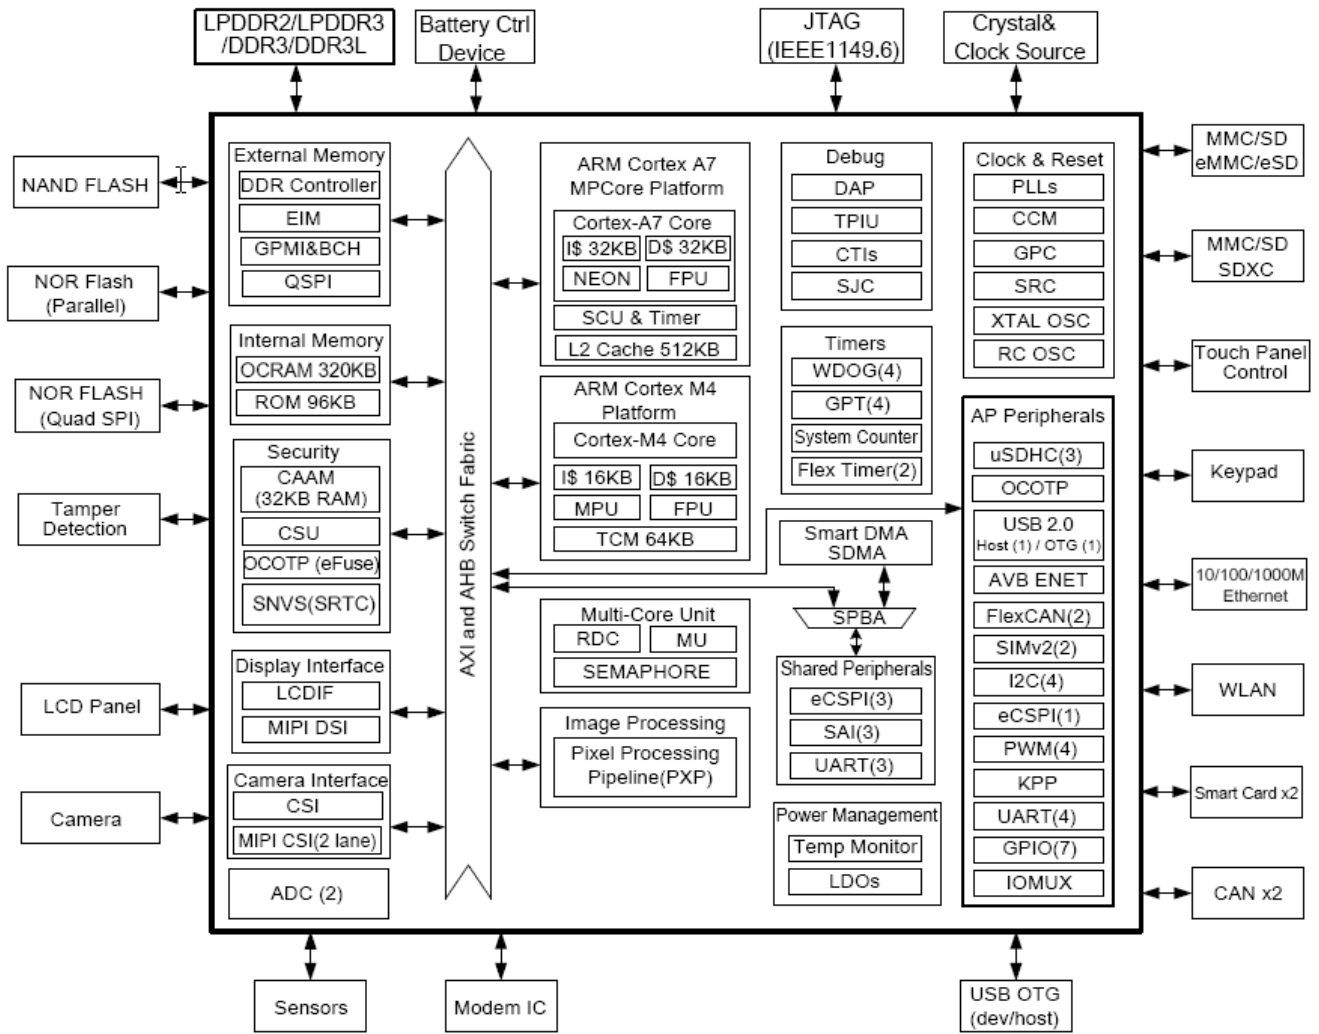 LPDDR2/LPDDR3
/DDR3/DDR3L
Battery Ctrl
Device
JTAG
(IEEE1149.6)
Crystal&
Clock Source
NAND FLASH
NOR Flash
(Parallel)
NOR FLASH
(Quad SPI)
Tamper
Detection
LCD Panel
Camera
External Memory
DDR Controller
EIM
GPMI&BCH
QSPI
Internal Memory
OCRAM 320KB
ROM 96KB
Security
CAAM
(32KB RAM)
CSU
OCOTP (eFuse)
SNVS(SRTC)
Display Interface
LCDIF
MIPI DSI
Camera Interface
CSI
MIPI CSI(2 lane)
ADC (2)
AXI and AHB Switch Fabric
ARM Cortex A7
MPCore Platform
Cortex-A7 Core
I$ 32KB
D$ 32KB
NEON
FPU
SCU & Timer
L2 Cache 512KB
ARM Cortex M4
Platform
Cortex-M4 Core
I$ 16KB
D$ 16KB
MPU
FPU
TCM 64KB
Multi-Core Unit
RDC
MU
SEMAPHORE
Image Processing
Pixel Processing
Pipeline(PXP)
Debug
DAP
TPIU
CTIs
SJC
Timers
WDOG(4)
GPT(4)
System Counter
Flex Timer(2)
Smart DMA
SDMA
SPBA
Shared Peripherals
eCSPI(3)
SAI(3)
UART(3)
Power Management
Temp Monitor
LDOs
Clock & Reset
PLLs
CCM
GPC
SRC
XTAL OSC
RC OSC
AP Peripherals
uSDHC(3)
OCOTP
USB 2.0
Host (1) / OTG (1)
AVB ENET
FlexCAN(2)
SIMv2(2)
I2C(4)
eCSPI(1)
PWM(4)
KPP
UART(4)
GPIO(7)
IOMUX
MMC/SD
eMMC/eSD
MMC/SD
SDXC
Touch Panel
Control
Keypad
10/100/1000M
Ethernet
WLAN
Smart Card x2
CAN x2
Sensors
Modem IC
USB OTG
(dev/host)